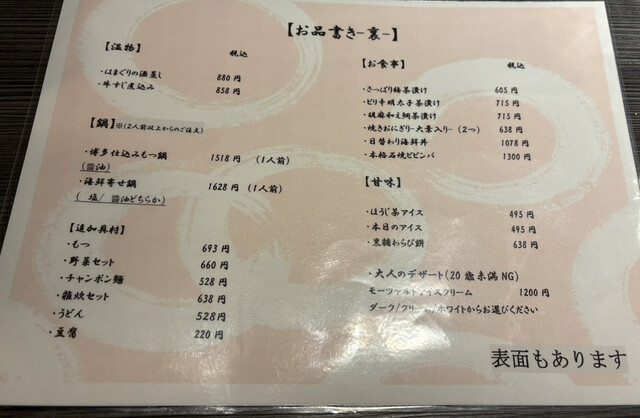 【お品書き-裏-】
【温物】
税込
・はまぐりの酒蒸し 880円
・牛すじ煮込み 858円
【鍋】※(2人前以上からのご注文)
・博多仕込みもつ鍋 1518円 (1人前)
(醤油)
・海鮮寄せ鍋 1628円 (1人前)
( 塩/ 醤油どちらか)
【追加具材】
・もつ 693円
・野菜セット 660円
・チャンポン麺 528円
・雑炊セット 638円
・うどん 528円
・豆腐 220円
【お食事】
税込
・さっぱり梅茶漬け 605円
・ピリ辛明太子茶漬け 715円
・胡麻和え鯛茶漬け 715円
・焼きおにぎり-大葉入り-(2つ) 638円
・日替わり海鮮丼 1078円
・本格石焼ビビンバ 1300円
【甘味】
・ほうじ茶アイス 495円
・本日のアイス 495円
・黒糖わらび餅 638円
・大人のデザート(20歳未満NG)
モーツァルトアイスクリーム 1200円
ダーク/クリーム/ホワイトからお選びください
表面もあります